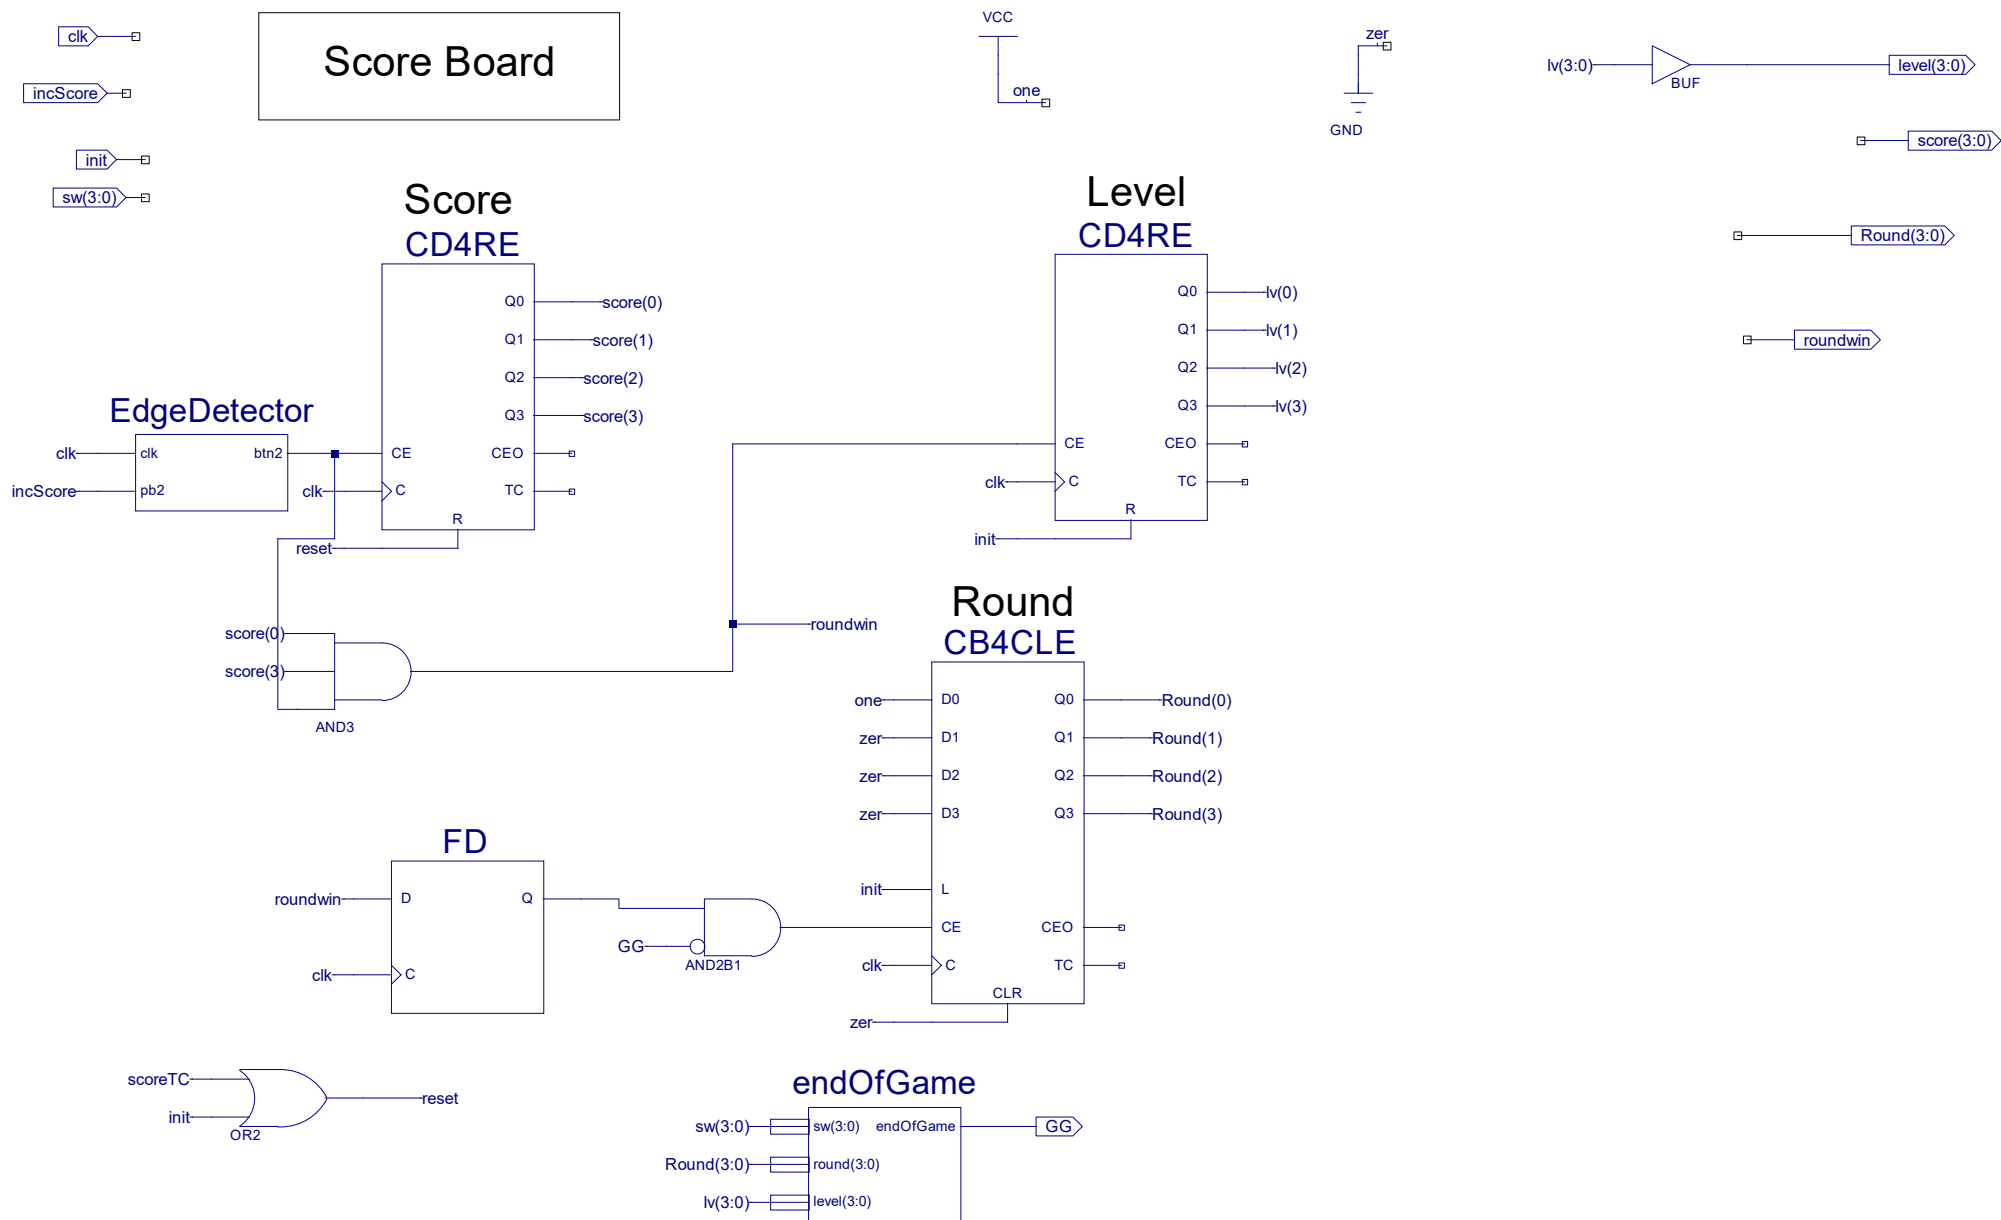 clk
incScore
init
sw(3:0)
Score Board
VCC
one
zer
GND
lv(3:0)
BUF
level(3:0)
score(3:0)
Round(3:0)
roundwin
Score
CD4RE
Q0
score(0)
Q1
score(1)
Q2
score(2)
Q3
score(3)
CE
CEO
clk
C
TC
R
reset
EdgeDetector
clk
clk
btn2
incScore
pb2
Level
CD4RE
Q0
lv(0)
Q1
lv(1)
Q2
lv(2)
Q3
lv(3)
CE
CEO
clk
C
TC
R
init
score(0)
score(3)
AND3
roundwin
Round
CB4CLE
one
D0
Q0
Round(0)
zer
D1
Q1
Round(1)
zer
D2
Q2
Round(2)
zer
D3
Q3
Round(3)
init
L
CE
CEO
clk
C
TC
CLR
zer
FD
roundwin
D
Q
clk
C
GG
AND2B1
scoreTC
init
OR2
reset
endOfGame
sw(3:0)
sw(3:0)
endOfGame
GG
Round(3:0)
round(3:0)
lv(3:0)
level(3:0)